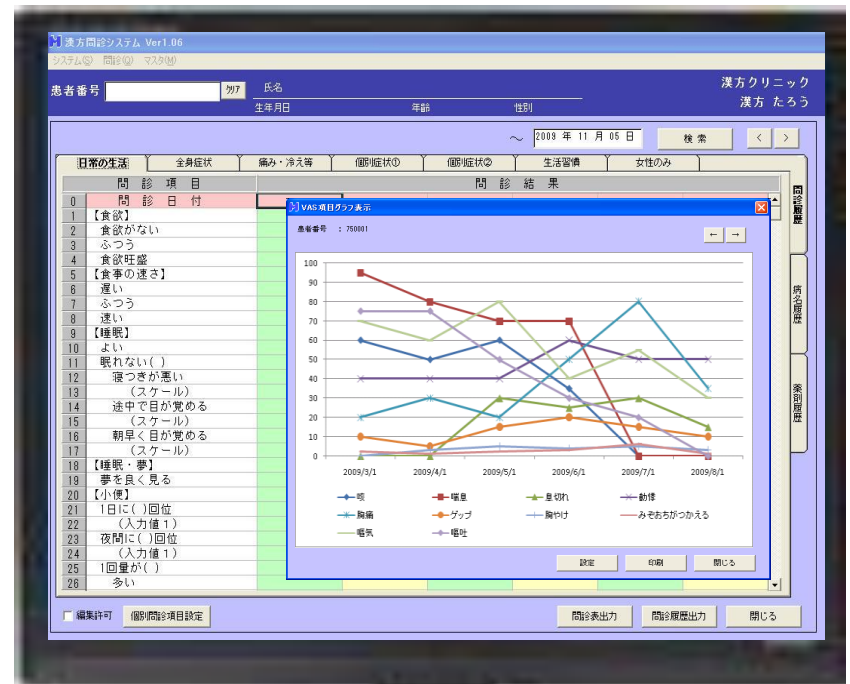 漢方問診システム Ver1.06
システム(S) 問診(Q) マスタ(M)
患者番号 クリア 氏名 漢方クリニック
生年月日 年齢 性別 漢方 たろう
～ 2009 年 11 月 05 日 検 索 < >
日常の生活 全身症状 痛み・冷え等 個別症状① 個別症状② 生活習慣 女性のみ
問 診 項 目 問 診 結 果
0 問 診 日 付
1 【食欲】
2 食欲がない
3 ふつう
4 食欲旺盛
5 【食事の速さ】
6 遅い
7 ふつう
8 速い
9 【睡眠】
10 よい
11 眠れない( )
12 寝つきが悪い
13 (スケール)
14 途中で目が覚める
15 (スケール)
16 朝早く目が覚める
17 (スケール)
18 【睡眠・夢】
19 夢を良く見る
20 【小便】
21 1日に( )回位
22 (入力値1)
23 夜間に( )回位
24 (入力値1)
25 1回量が( )
26 多い
問診履歴
病名履歴
薬剤履歴
VAS項目グラフ表示
患者番号 : 750001
← →
100
90
80
70
60
50
40
30
20
10
0
2009/3/1 2009/4/1 2009/5/1 2009/6/1 2009/7/1 2009/8/1
咳 喘息 息切れ 動悸
胸痛 ゲップ 胸やけ みぞおちがつかえる
嘔気 嘔吐
設定 印刷 閉じる
編集許可 個別問診項目設定 問診表出力 問診履歴出力 閉じる